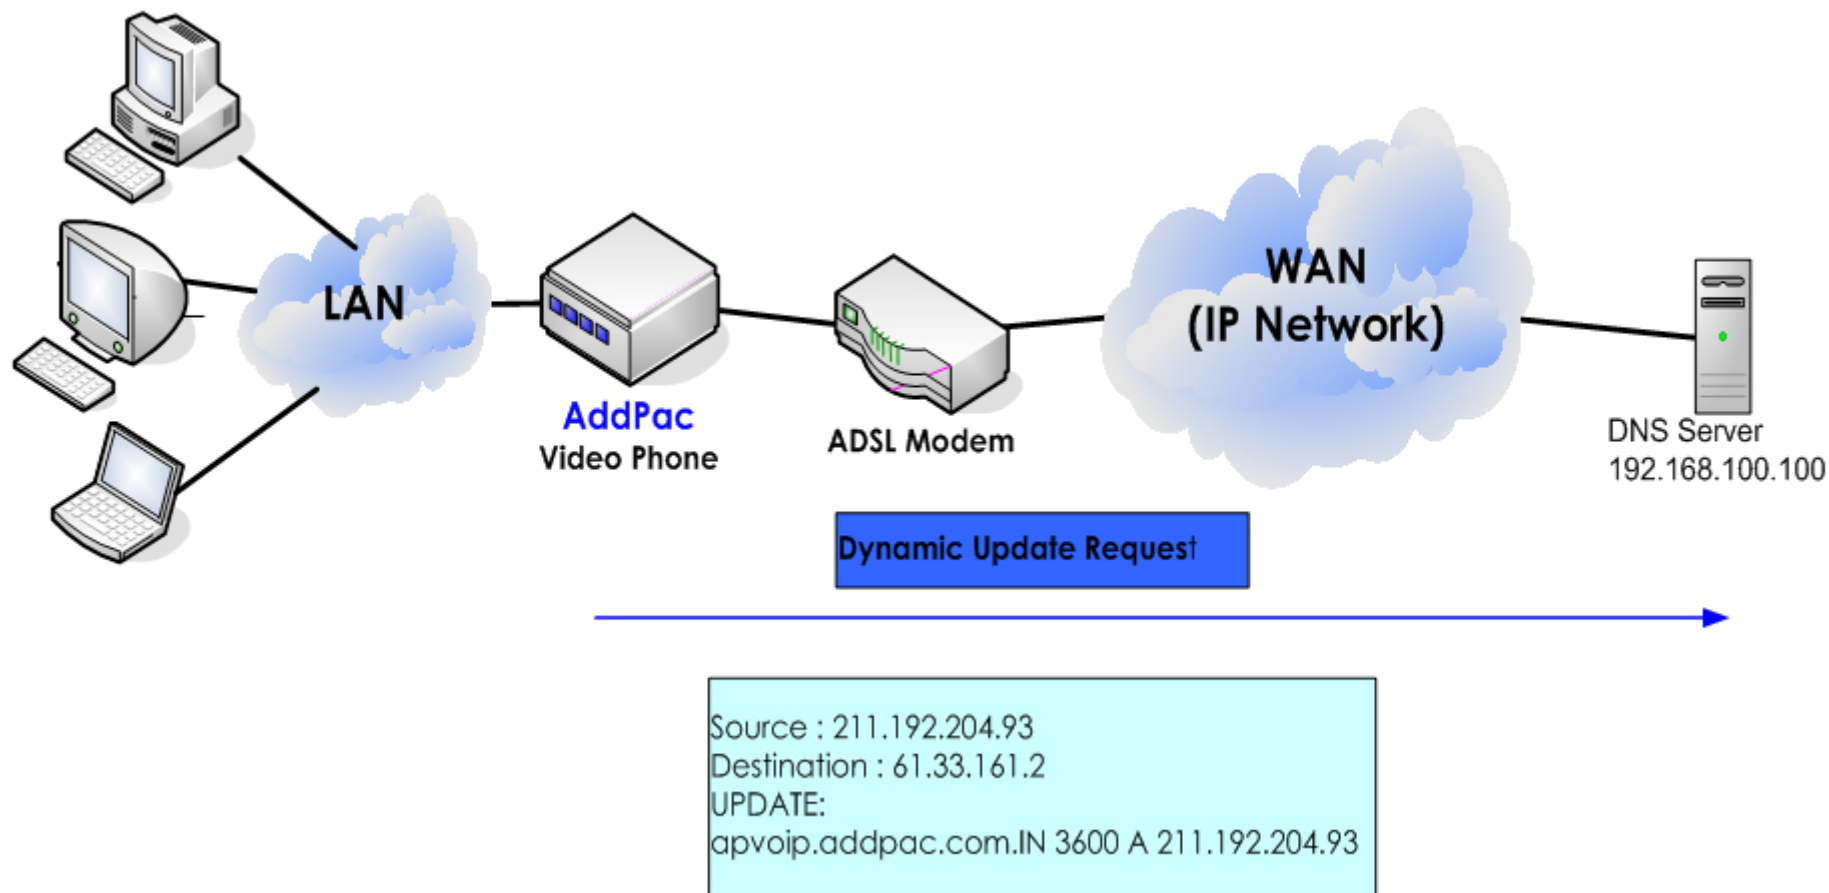 LAN
AddPac
Video Phone
ADSL Modem
WAN
(IP Network)
DNS Server
192.168.100.100
Dynamic Update Request
Source : 211.192.204.93
Destination : 61.33.161.2
UPDATE:
apvoip.addpac.com.IN 3600 A 211.192.204.93